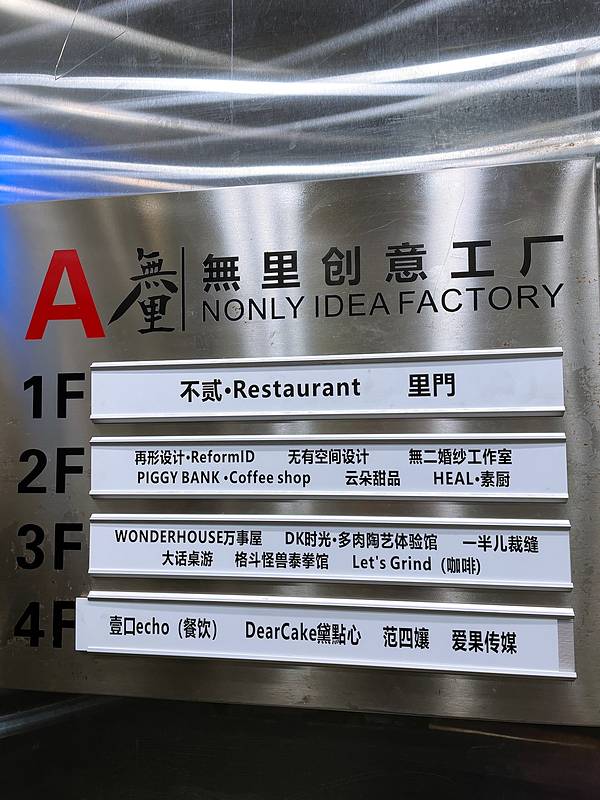 A 無里 無里创意工厂
NONLY IDEA FACTORY
1F 不贰·Restaurant 里門
2F 再形设计·ReformID 无有空间设计 無二婚纱工作室
PIGGY BANK·Coffee shop 云朵甜品 HEAL·素厨
3F WONDERHOUSE万事屋 DK时光·多肉陶艺体验馆 一半儿裁缝
大话桌游 格斗怪兽泰拳馆 Let's Grind（咖啡）
4F 壹口echo（餐饮） DearCake黛點心 范四孃 爱果传媒